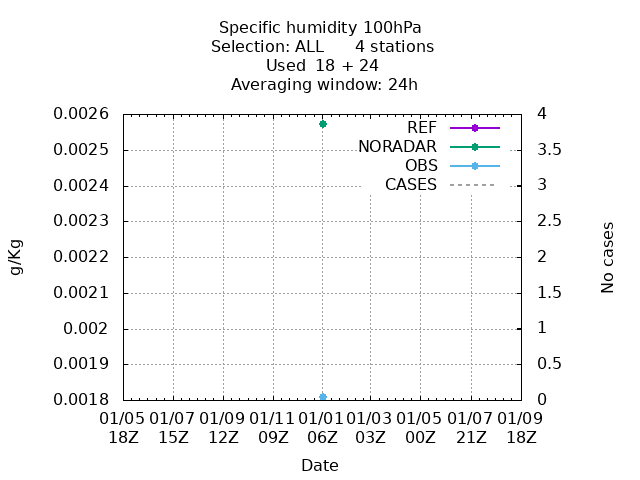 Specific humidity 100hPa
Selection: ALL 4 stations
Used 18 + 24
Averaging window: 24h
REF
NORADAR
OBS
CASES
0.0026
0.0025
0.0024
0.0023
0.0022
0.0021
0.002
0.0019
0.0018
g/Kg
4
3.5
3
2.5
2
1.5
1
0.5
0
No cases
01/05 01/07 01/09 01/11 01/01 01/03 01/05 01/07 01/09
18Z 15Z 12Z 09Z 06Z 03Z 00Z 21Z 18Z
Date